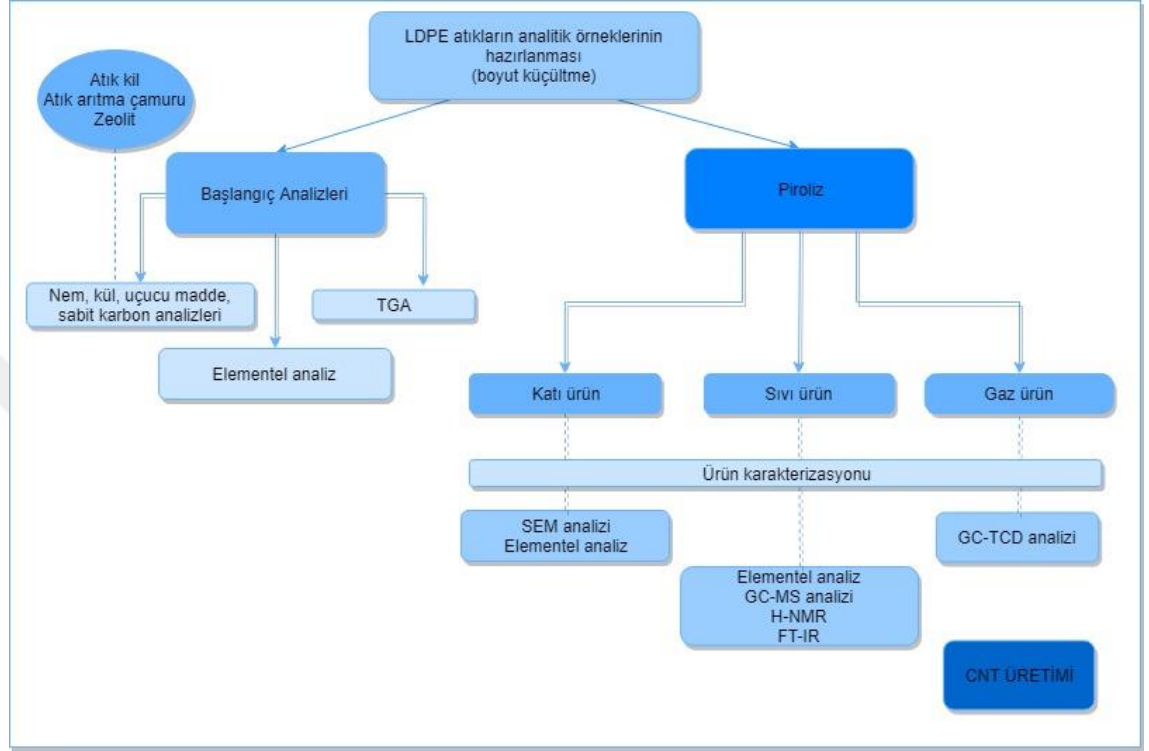 LDPE atıkların analitik örneklerinin
hazırlanması
(boyut küçültme)
Atık kil
Atık arıtma çamuru
Zeolit
Başlangıç Analizleri
Piroliz
Nem, kül, uçucu madde,
sabit karbon analizleri
TGA
Elementel analiz
Katı ürün
Sıvı ürün
Gaz ürün
Ürün karakterizasyonu
SEM analizi
Elementel analiz
GC-TCD analizi
Elementel analiz
GC-MS analizi
H-NMR
FT-IR
CNT ÜRETİMİ